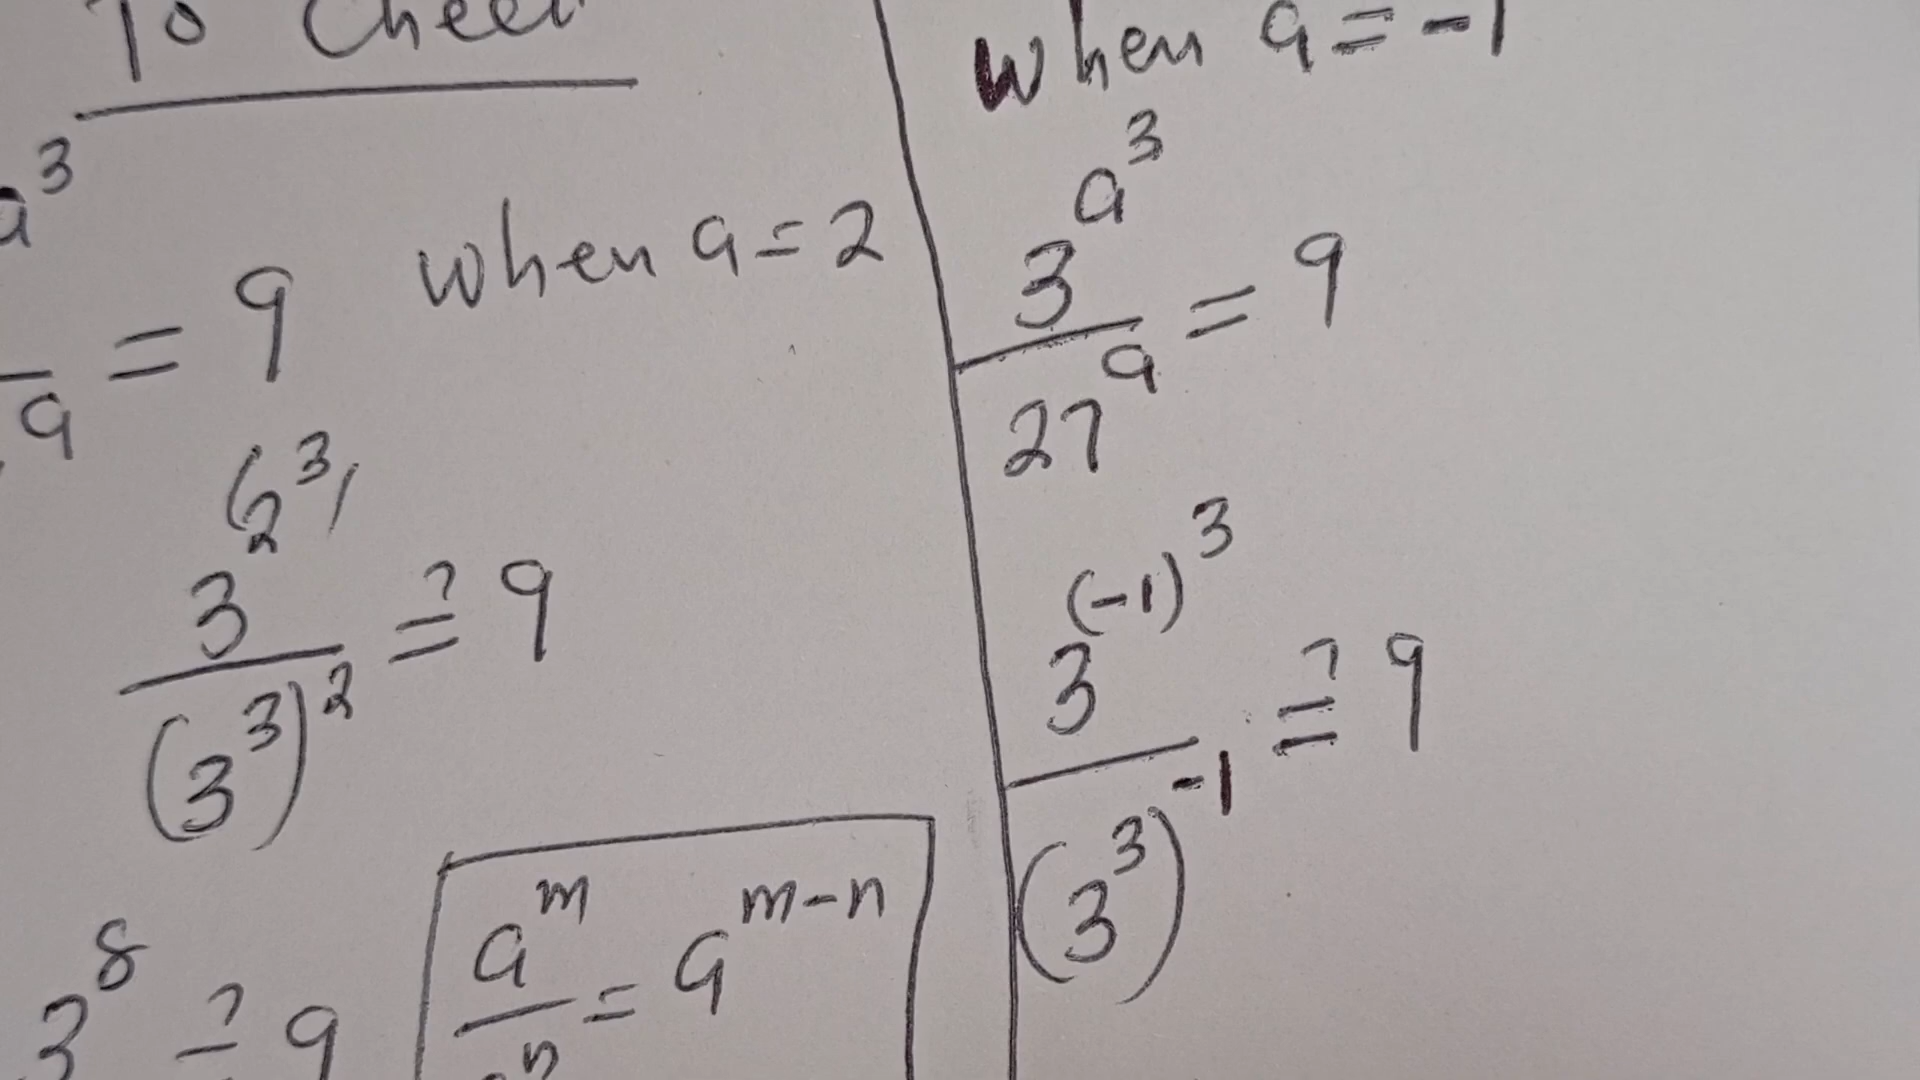 To Check
a^3
= 9 when a = 2
a
3^(2^3) / (3^3)^2 ≟ 9
3^8 ≟ 9
a^m / a^n = a^(m-n)
when a = -1
3^(a^3) / 27^a = 9
3^((-1)^3) / (3^3)^(-1) ≟ 9